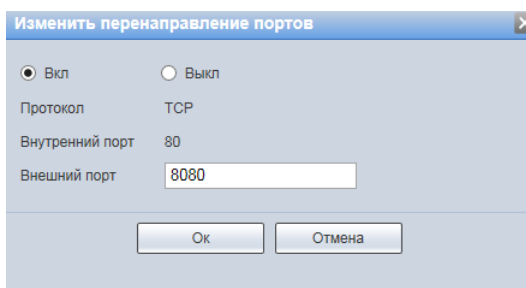 Изменить перенаправление портов
Вкл Выкл
Протокол TCP
Внутренний порт 80
Внешний порт 8080
Ок Отмена